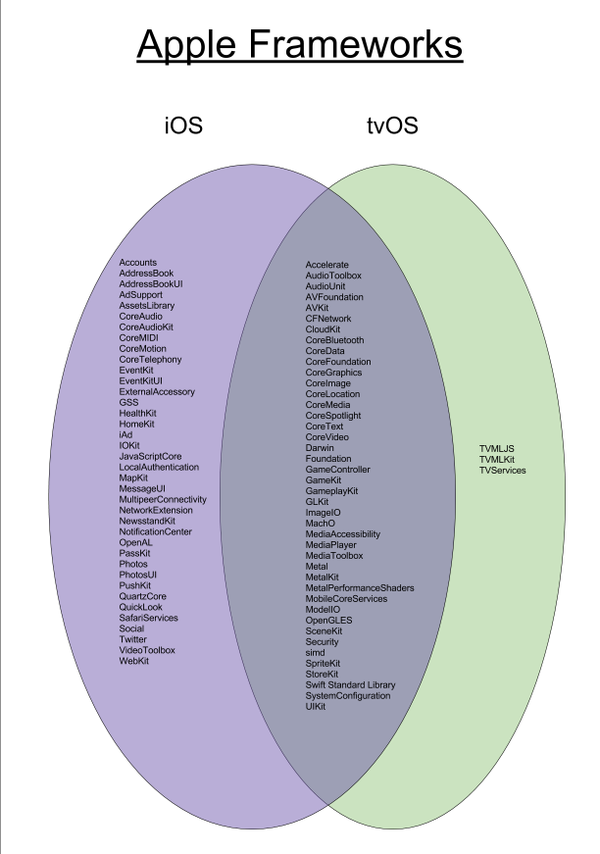 Apple Frameworks
iOS
tvOS
Accounts
AddressBook
AddressBookUI
AdSupport
AssetsLibrary
CoreAudio
CoreAudioKit
CoreMIDI
CoreMotion
CoreTelephony
EventKit
EventKitUI
ExternalAccessory
GSS
HealthKit
HomeKit
iAd
IOKit
JavaScriptCore
LocalAuthentication
MapKit
MessageUI
MultipeerConnectivity
NetworkExtension
NewsstandKit
NotificationCenter
OpenAL
PassKit
Photos
PhotosUI
PushKit
QuartzCore
QuickLook
SafariServices
Social
Twitter
VideoToolbox
WebKit
Accelerate
AudioToolbox
AudioUnit
AVFoundation
AVKit
CFNetwork
CloudKit
CoreBluetooth
CoreData
CoreFoundation
CoreGraphics
CoreImage
CoreLocation
CoreMedia
CoreSpotlight
CoreText
CoreVideo
Darwin
Foundation
GameController
GameKit
GameplayKit
GLKit
ImageIO
MachO
MediaAccessibility
MediaPlayer
MediaToolbox
Metal
MetalKit
MetalPerformanceShaders
MobileCoreServices
ModelIO
OpenGLES
SceneKit
Security
simd
SpriteKit
StoreKit
Swift Standard Library
SystemConfiguration
UIKit
TVMLJS
TVMLKit
TVServices